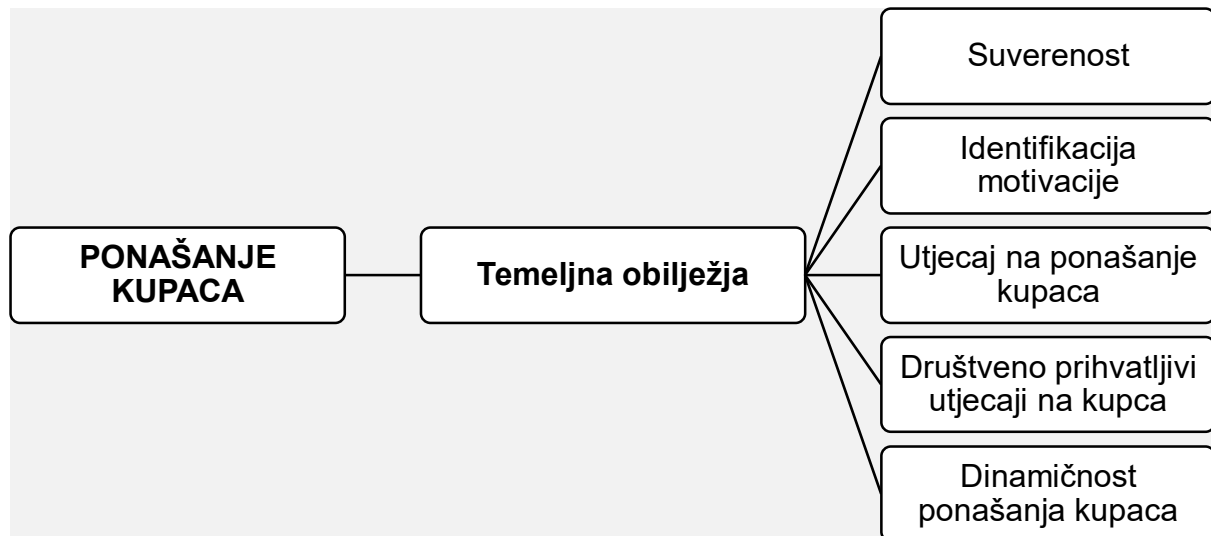 PONAŠANJE
KUPACA
Temeljna obilježja
Suverenost
Identifikacija
motivacije
Utjecaj na ponašanje
kupaca
Društveno prihvatljivi
utjecaji na kupca
Dinamičnost
ponašanja kupaca